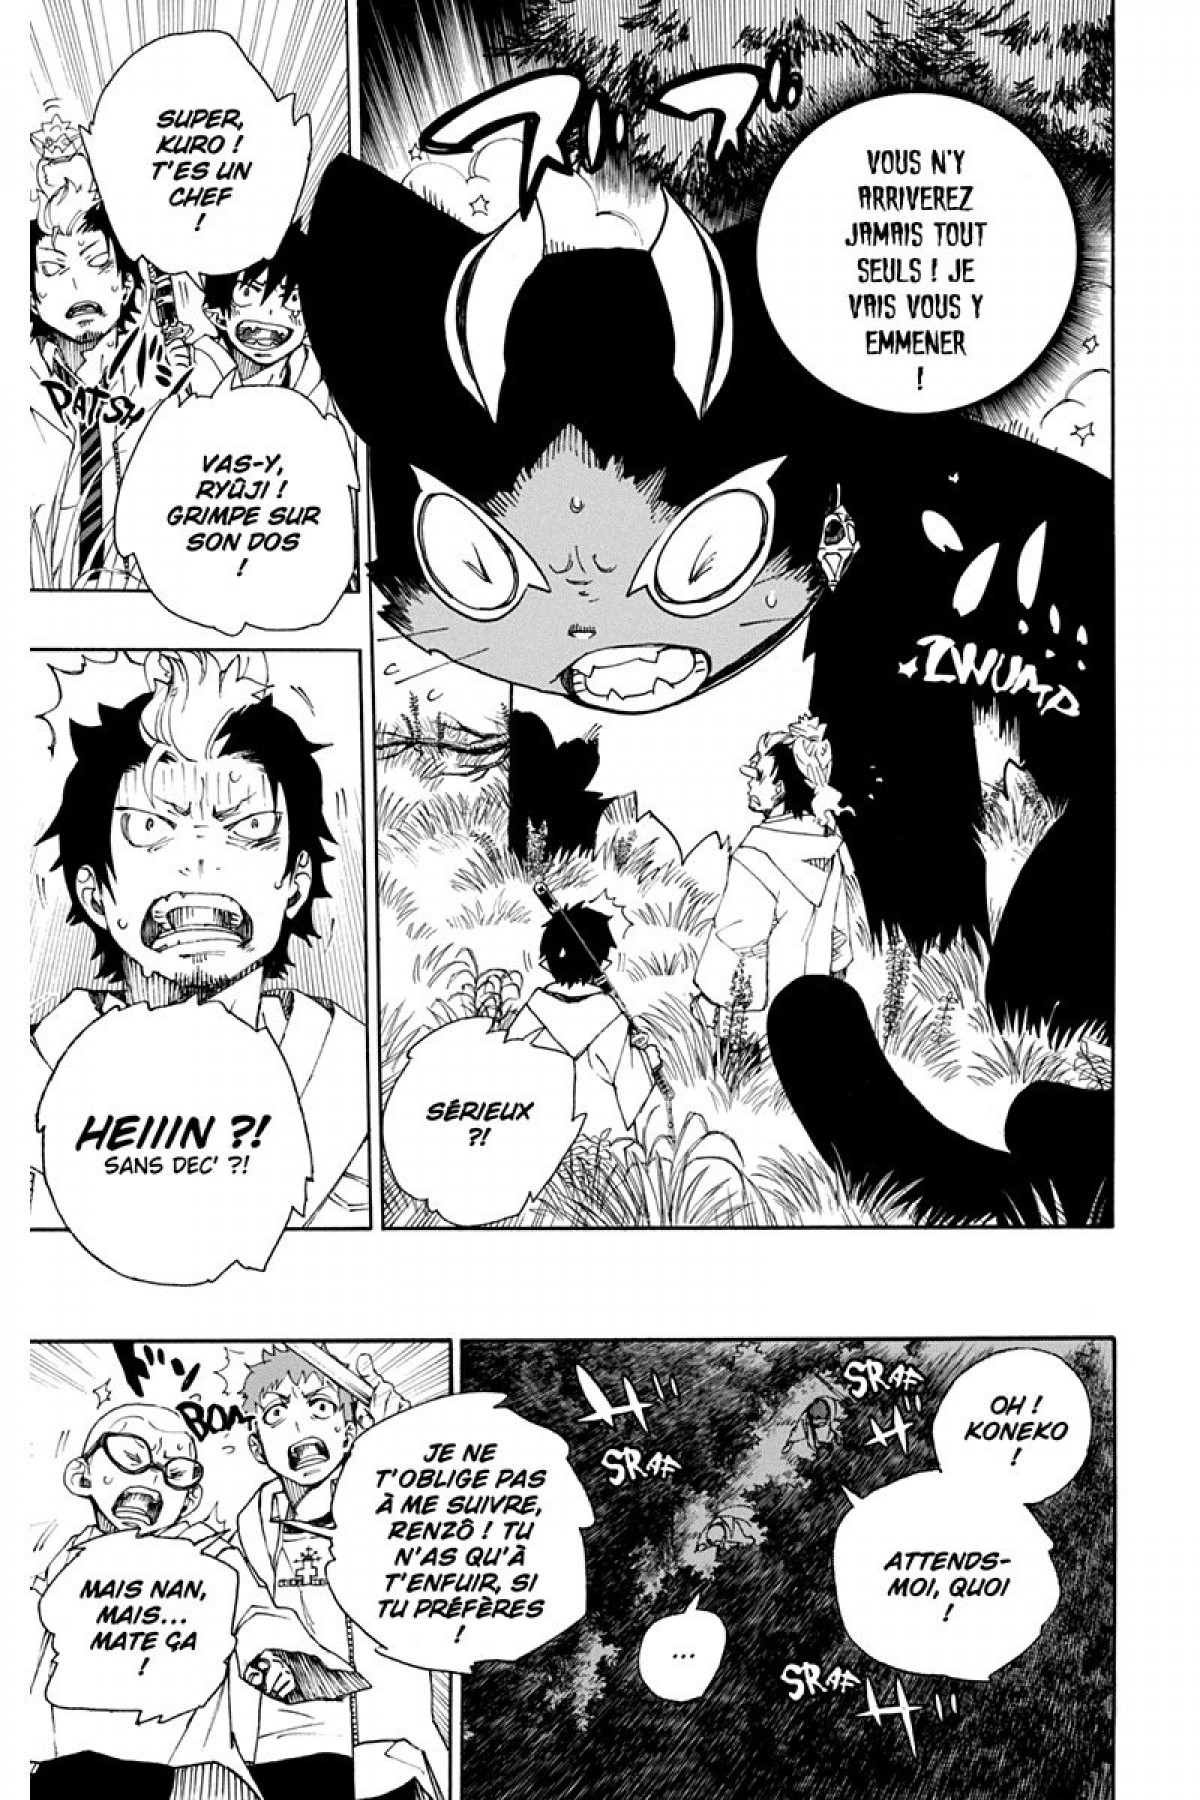 VOUS N'Y
ARRIVEREZ
JAMAIS TOUT
SEULS ! JE
VAIS VOUS Y
EMMENER
!
ZWUMP
SÉRIEUX
?!
SUPER,
KURO !
T'ES UN
CHEF
!
PATSH
VAS-Y,
RYÛJI !
GRIMPE SUR
SON DOS
!
HEIIIN ?!
SANS DEC' ?!
OH !
KONEKO
!
SRAF
SRAF
ATTENDS-
MOI, QUOI
!
...
SRAF
JE NE
T'OBLIGE PAS
À ME SUIVRE,
RENZÔ ! TU
N'AS QU'À
T'ENFUIR, SI
TU PRÉFÈRES
!
MAIS NAN,
MAIS...
MATE ÇA
!